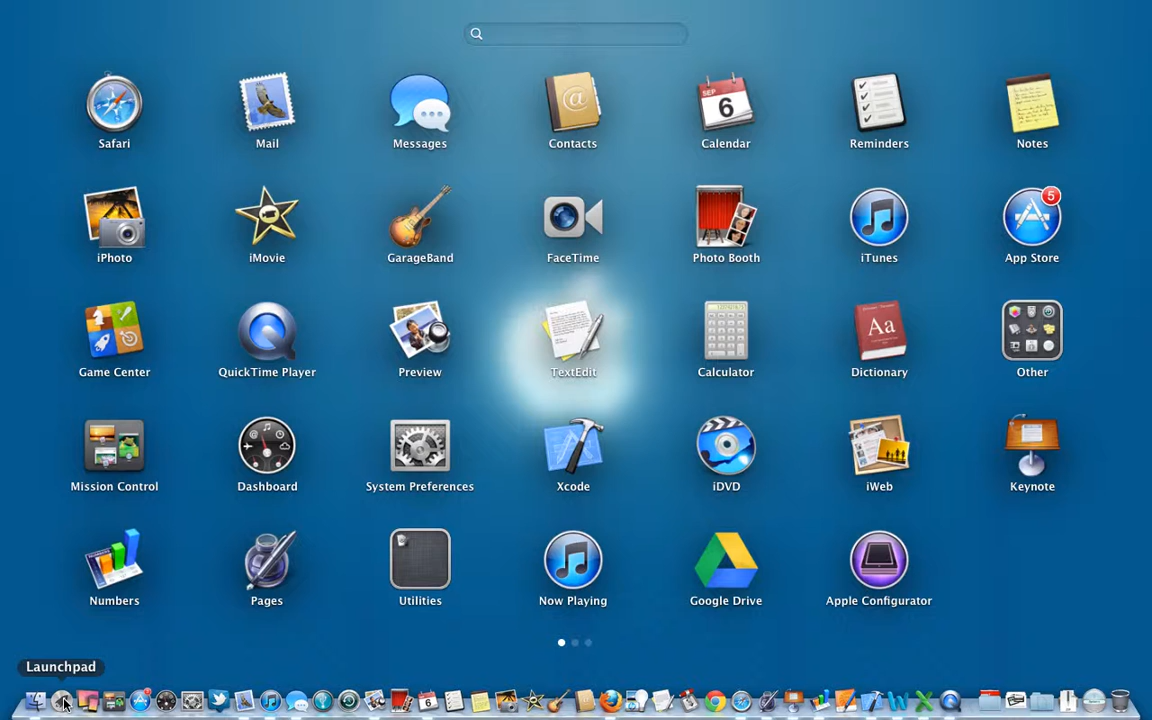 Safari
Mail
Messages
Contacts
SEP
6
Calendar
Reminders
Notes
iPhoto
iMovie
GarageBand
FaceTime
Photo Booth
iTunes
5
App Store
Game Center
QuickTime Player
Preview
TextEdit
Calculator
Aa
Dictionary
Other
Mission Control
Dashboard
System Preferences
Xcode
iDVD
iWeb
Keynote
Numbers
Pages
Utilities
Now Playing
Google Drive
Apple Configurator
Launchpad
6